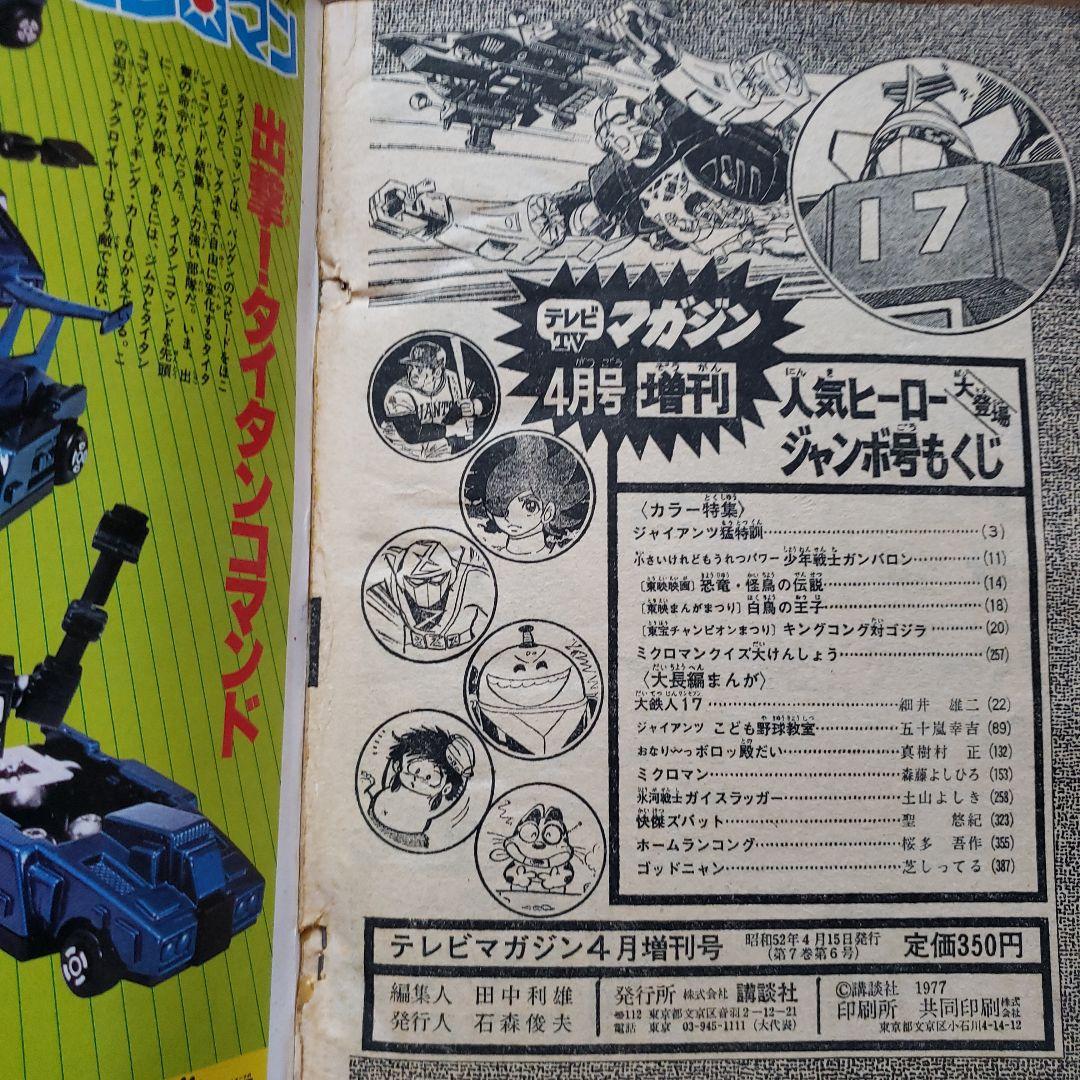 マン
出撃!タイタンコマンド
17
テレビTVマガジン
4月号増刊
GIANTS
人気ヒーロー大登場
ジャンボ号もくじ
〈カラー特集〉
ジャイアンツ猛特訓(3)
小さいけれどもうれつパワー 少年戦士ガンバロン(11)
[東映映画] 恐竜・怪鳥の伝説(14)
[東映まんがまつり] 白鳥の王子(18)
[東宝チャンピオンまつり] キングコング対ゴジラ(20)
ミクロマンクイズ大けんしょう(257)
〈大長編まんが〉
大鉄人17 細井 雄二(22)
ジャイアンツ こども野球教室 五十嵐幸吉(89)
おなり〜っボロッ殿だい 真樹村 正(132)
ミクロマン 森藤よしひろ(153)
氷河戦士ガイスラッガー 土山よしき(258)
快傑ズバット 聖 悠紀(323)
ホームランコング 桜多 吾作(355)
ゴッドニャン 芝しってる(387)
テレビマガジン4月増刊号 昭和52年4月15日発行 (第7巻第6号) 定価350円
編集人 田中利雄
発行人 石森俊夫
発行所 株式会社 講談社
〠112 東京都文京区音羽2-12-21
電話 東京 03-945-1111(大代表)
©講談社 1977
印刷所 共同印刷株式会社
東京都文京区小石川4-14-12